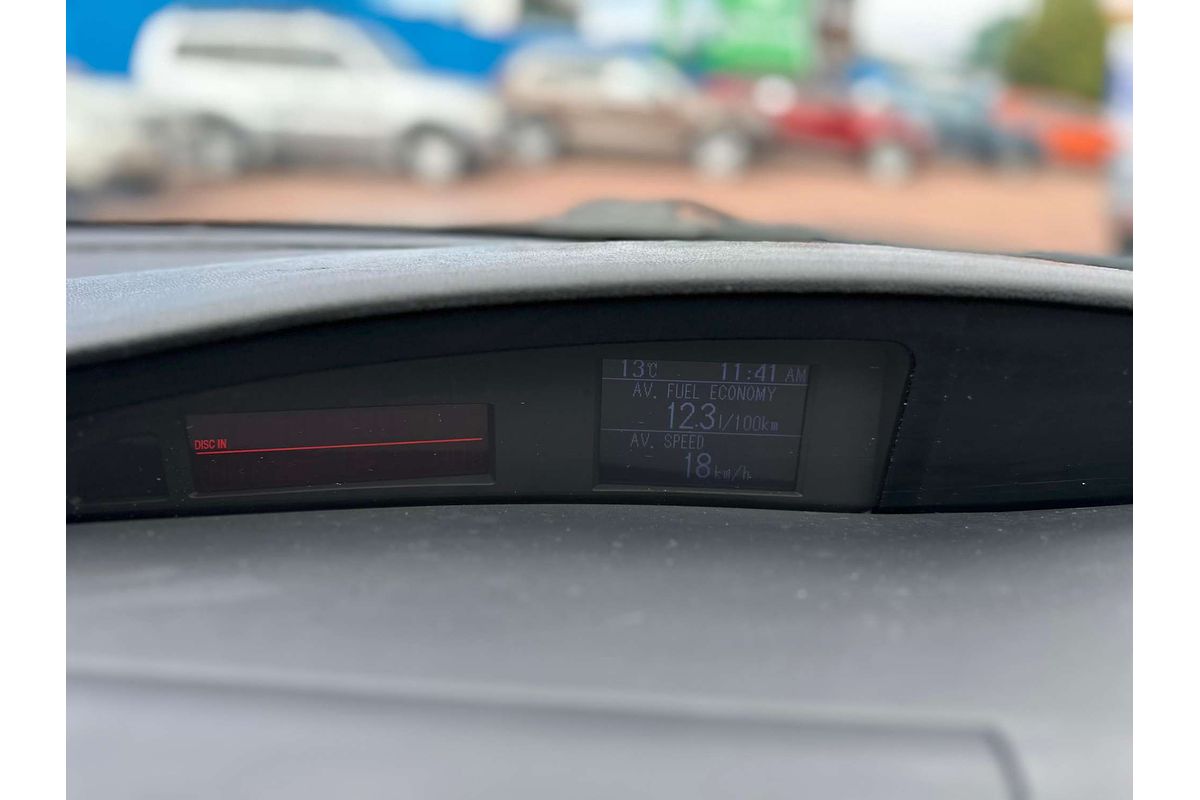 DISC IN
13℃ 11:41 AM
AV. FUEL ECONOMY
12.3 l/100km
AV. SPEED
18 km/h